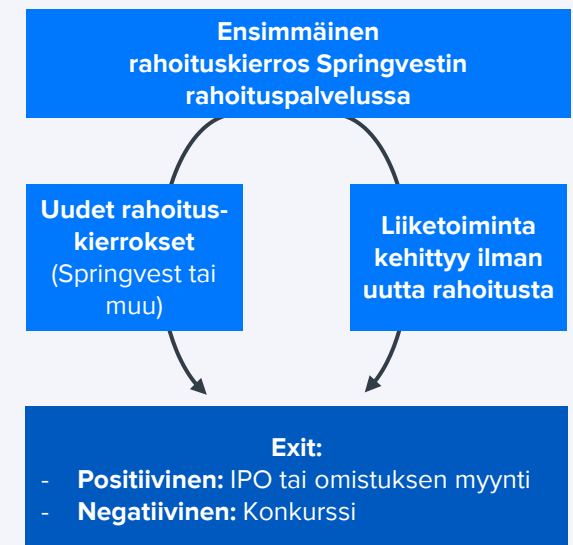 Ensimmäinen
rahoituskierros Springvestin
rahoituspalvelussa
Uudet rahoitus-
kierrokset
(Springvest tai
muu)
Liiketoiminta
kehittyy ilman
uutta rahoitusta
Exit:
- Positiivinen: IPO tai omistuksen myynti
- Negatiivinen: Konkurssi